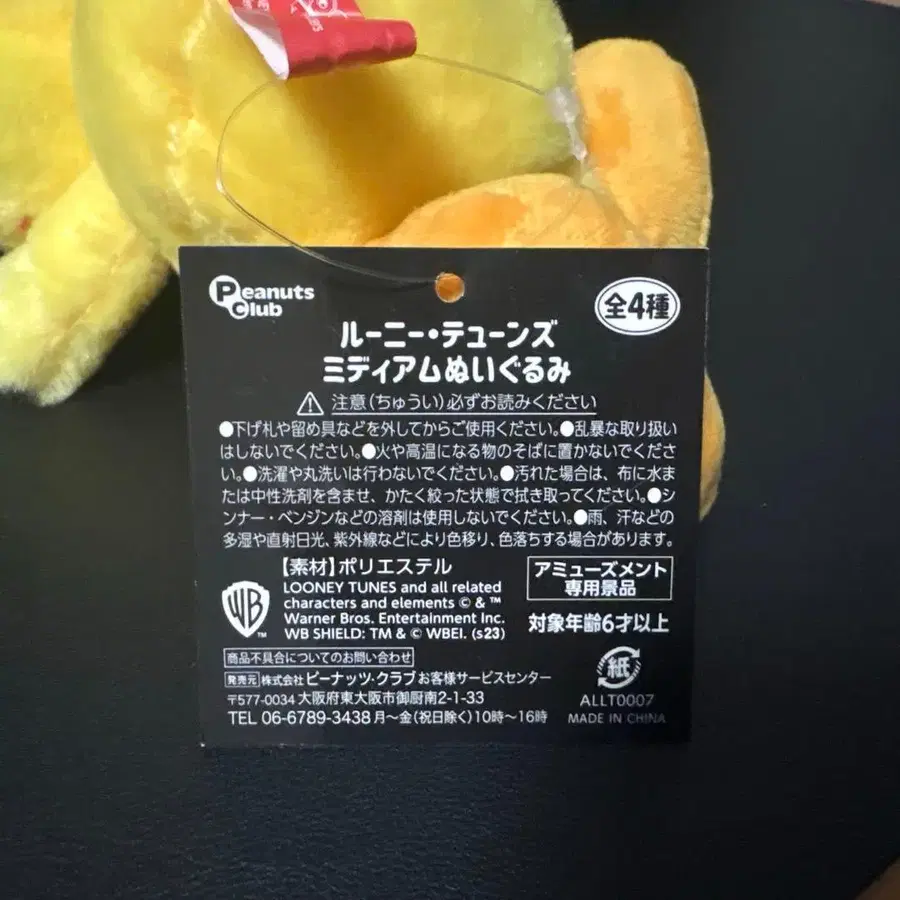 Peanuts
Club
全4種
ルーニー・テューンズ
ミディアムぬいぐるみ
注意(ちゅうい)必ずお読みください
●下げ札や留め具などを外してからご使用ください。●乱暴な取り扱い
はしないでください。●火や高温になる物のそばに置かないでくださ
い。●洗濯や丸洗いは行わないでください。●汚れた場合は、布に水ま
たは中性洗剤を含ませ、かたく絞った状態で拭き取ってください。●シ
ンナー・ベンジンなどの溶剤は使用しないでください。●雨、汗などの
多湿や直射日光、紫外線などにより色移り、色落ちする場合があります。
【素材】ポリエステル
アミューズメント
専用景品
WB
LOONEY TUNES and all related
characters and elements © & ™
Warner Bros. Entertainment Inc.
WB SHIELD: TM & © WBEI. (s23)
対象年齢6才以上
商品不具合についてのお問い合わせ
発売元 株式会社ピーナッツ・クラブ お客様サービスセンター
〒577-0034 大阪府東大阪市御厨南2-1-33
TEL 06-6789-3438 月〜金(祝日除く)10時〜16時
紙
ALLT0007
MADE IN CHINA